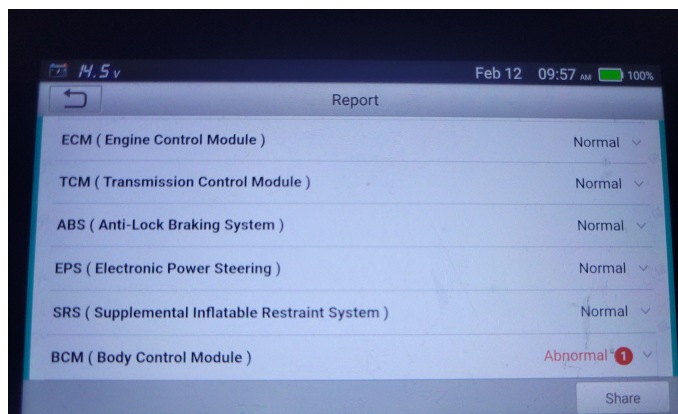 14.5 v Feb 12 09:57 AM 100%
Report
ECM ( Engine Control Module ) Normal
TCM ( Transmission Control Module ) Normal
ABS ( Anti-Lock Braking System ) Normal
EPS ( Electronic Power Steering ) Normal
SRS ( Supplemental Inflatable Restraint System ) Normal
BCM ( Body Control Module ) Abnormal 1
Share